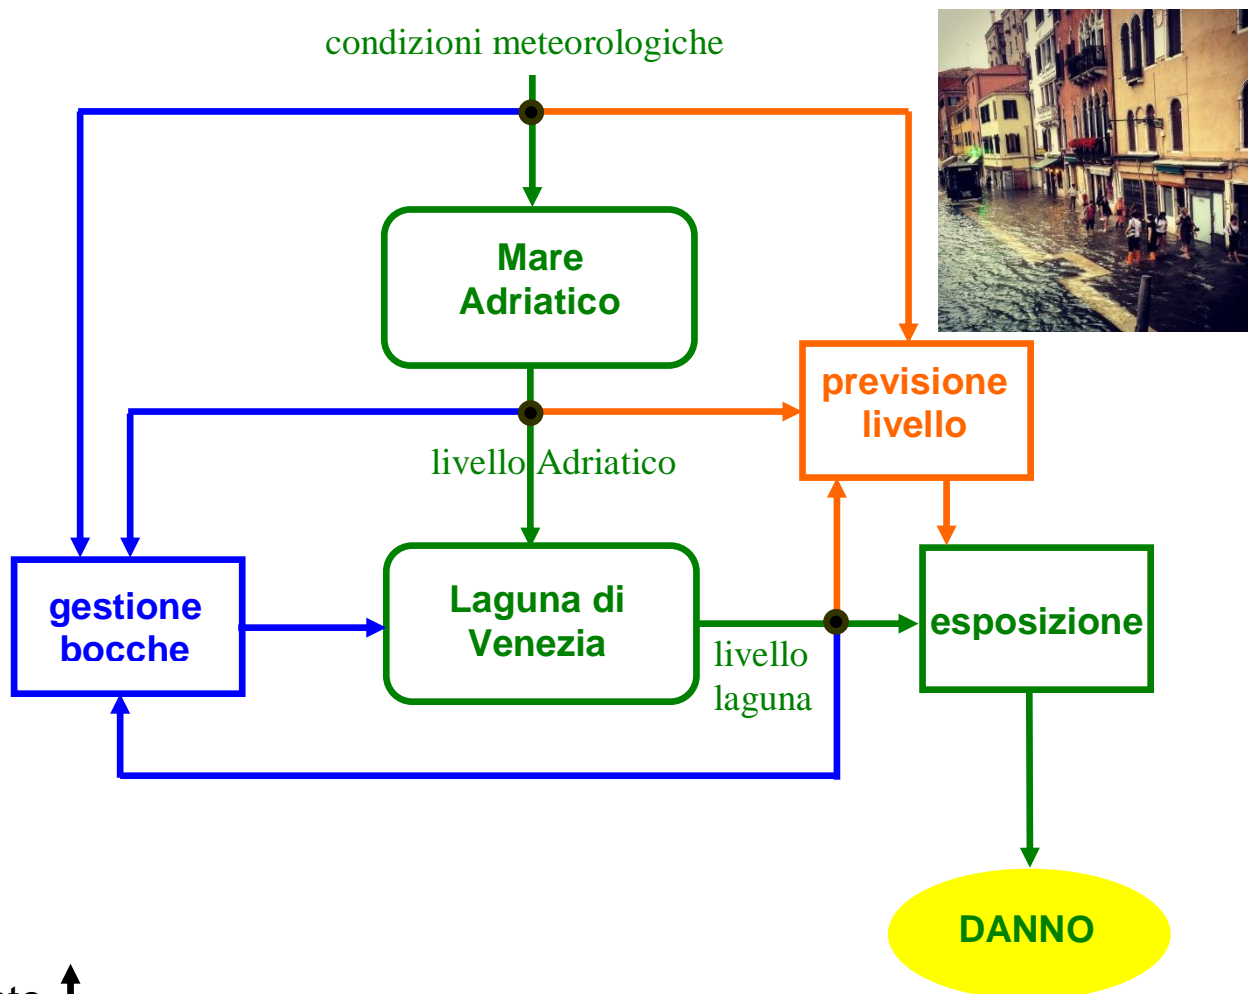 condizioni meteorologiche
Mare
Adriatico
previsione
livello
livello Adriatico
gestione
bocche
Laguna di
Venezia
esposizione
livello
laguna
DANNO